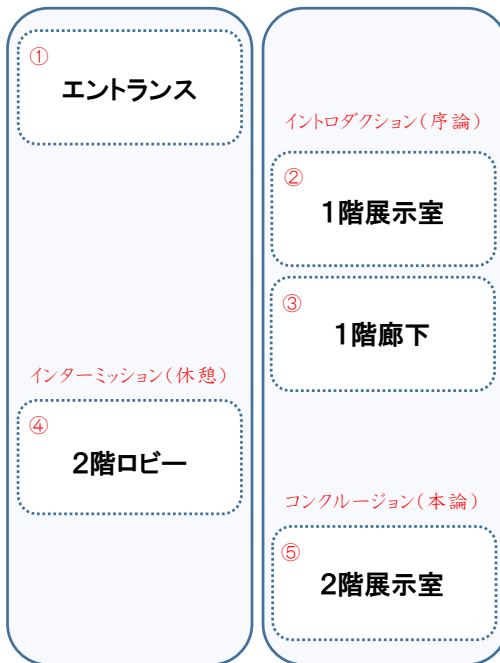 ①
エントランス
イントロダクション（序論）
②
1階展示室
③
1階廊下
インターミッション（休憩）
④
2階ロビー
コンクルージョン（本論）
⑤
2階展示室